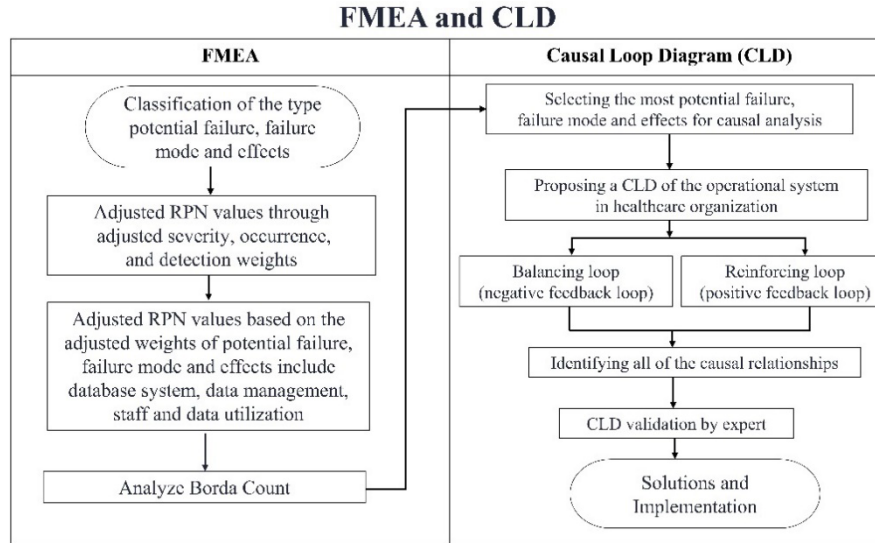 FMEA and CLD
FMEA
Classification of the type
potential failure, failure
mode and effects
Adjusted RPN values through
adjusted severity, occurrence,
and detection weights
Adjusted RPN values based on the
adjusted weights of potential failure,
failure mode and effects include
database system, data management,
staff and data utilization
Analyze Borda Count
Causal Loop Diagram (CLD)
Selecting the most potential failure,
failure mode and effects for causal analysis
Proposing a CLD of the operational system
in healthcare organization
Balancing loop
(negative feedback loop)
Reinforcing loop
(positive feedback loop)
Identifying all of the causal relationships
CLD validation by expert
Solutions and
Implementation